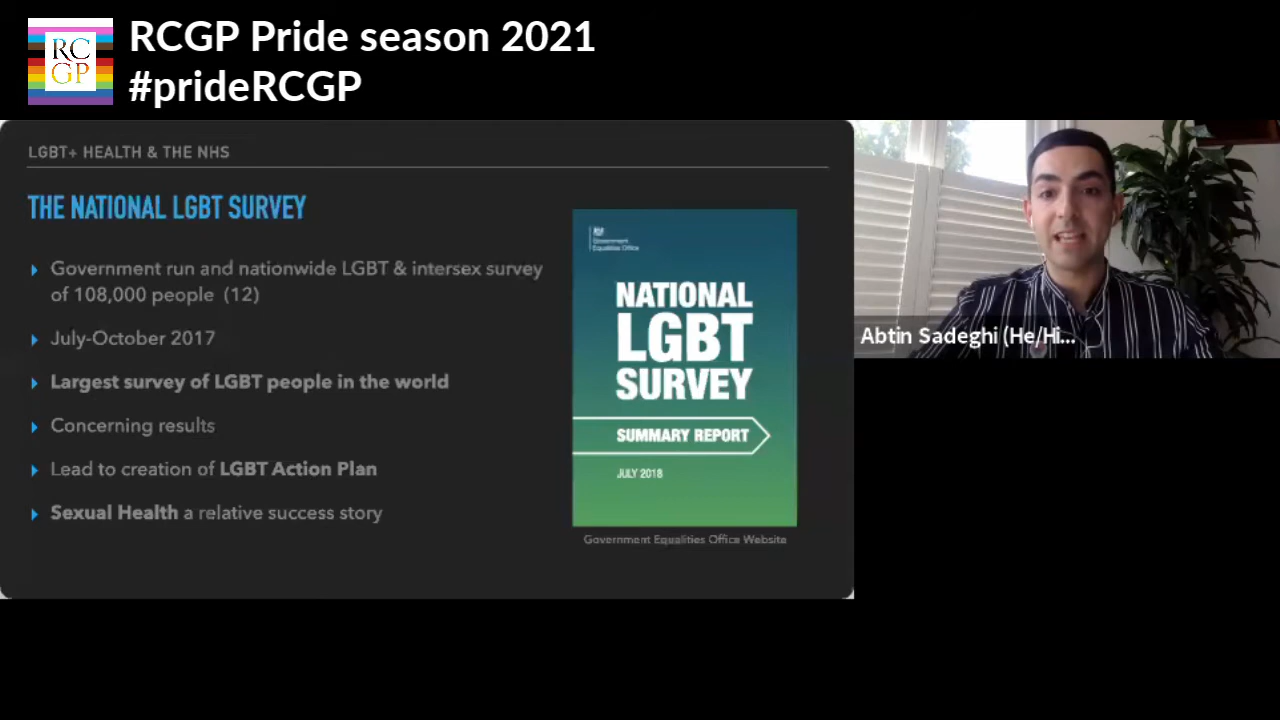 RC
GP
RCGP Pride season 2021
#prideRCGP
LGBT+ HEALTH & THE NHS
THE NATIONAL LGBT SURVEY
Government run and nationwide LGBT & intersex survey
of 108,000 people (12)
July-October 2017
Largest survey of LGBT people in the world
Concerning results
Lead to creation of LGBT Action Plan
Sexual Health a relative success story
Government
Equalities Office
NATIONAL
LGBT
SURVEY
SUMMARY REPORT
JULY 2018
Government Equalities Office Website
Abtin Sadeghi (He/Hi...